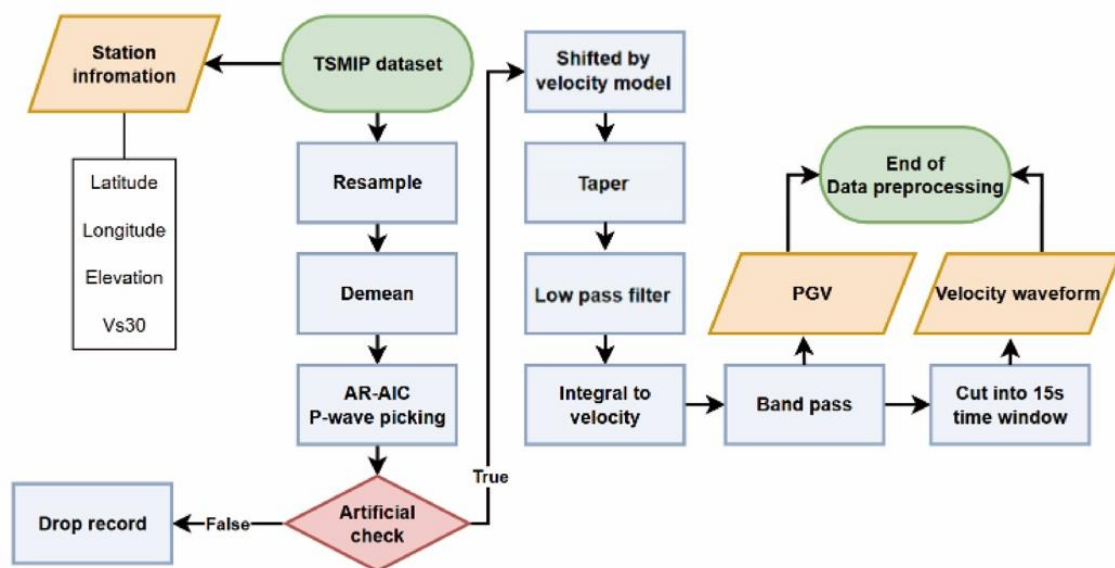 Station
infromation
TSMIP dataset
Shifted by
velocity model
Latitude
Longitude
Elevation
Vs30
Resample
Taper
End of
Data preprocessing
Demean
Low pass filter
PGV
Velocity waveform
AR-AIC
P-wave picking
Integral to
velocity
Band pass
Cut into 15s
time window
True
Drop record
False
Artificial
check